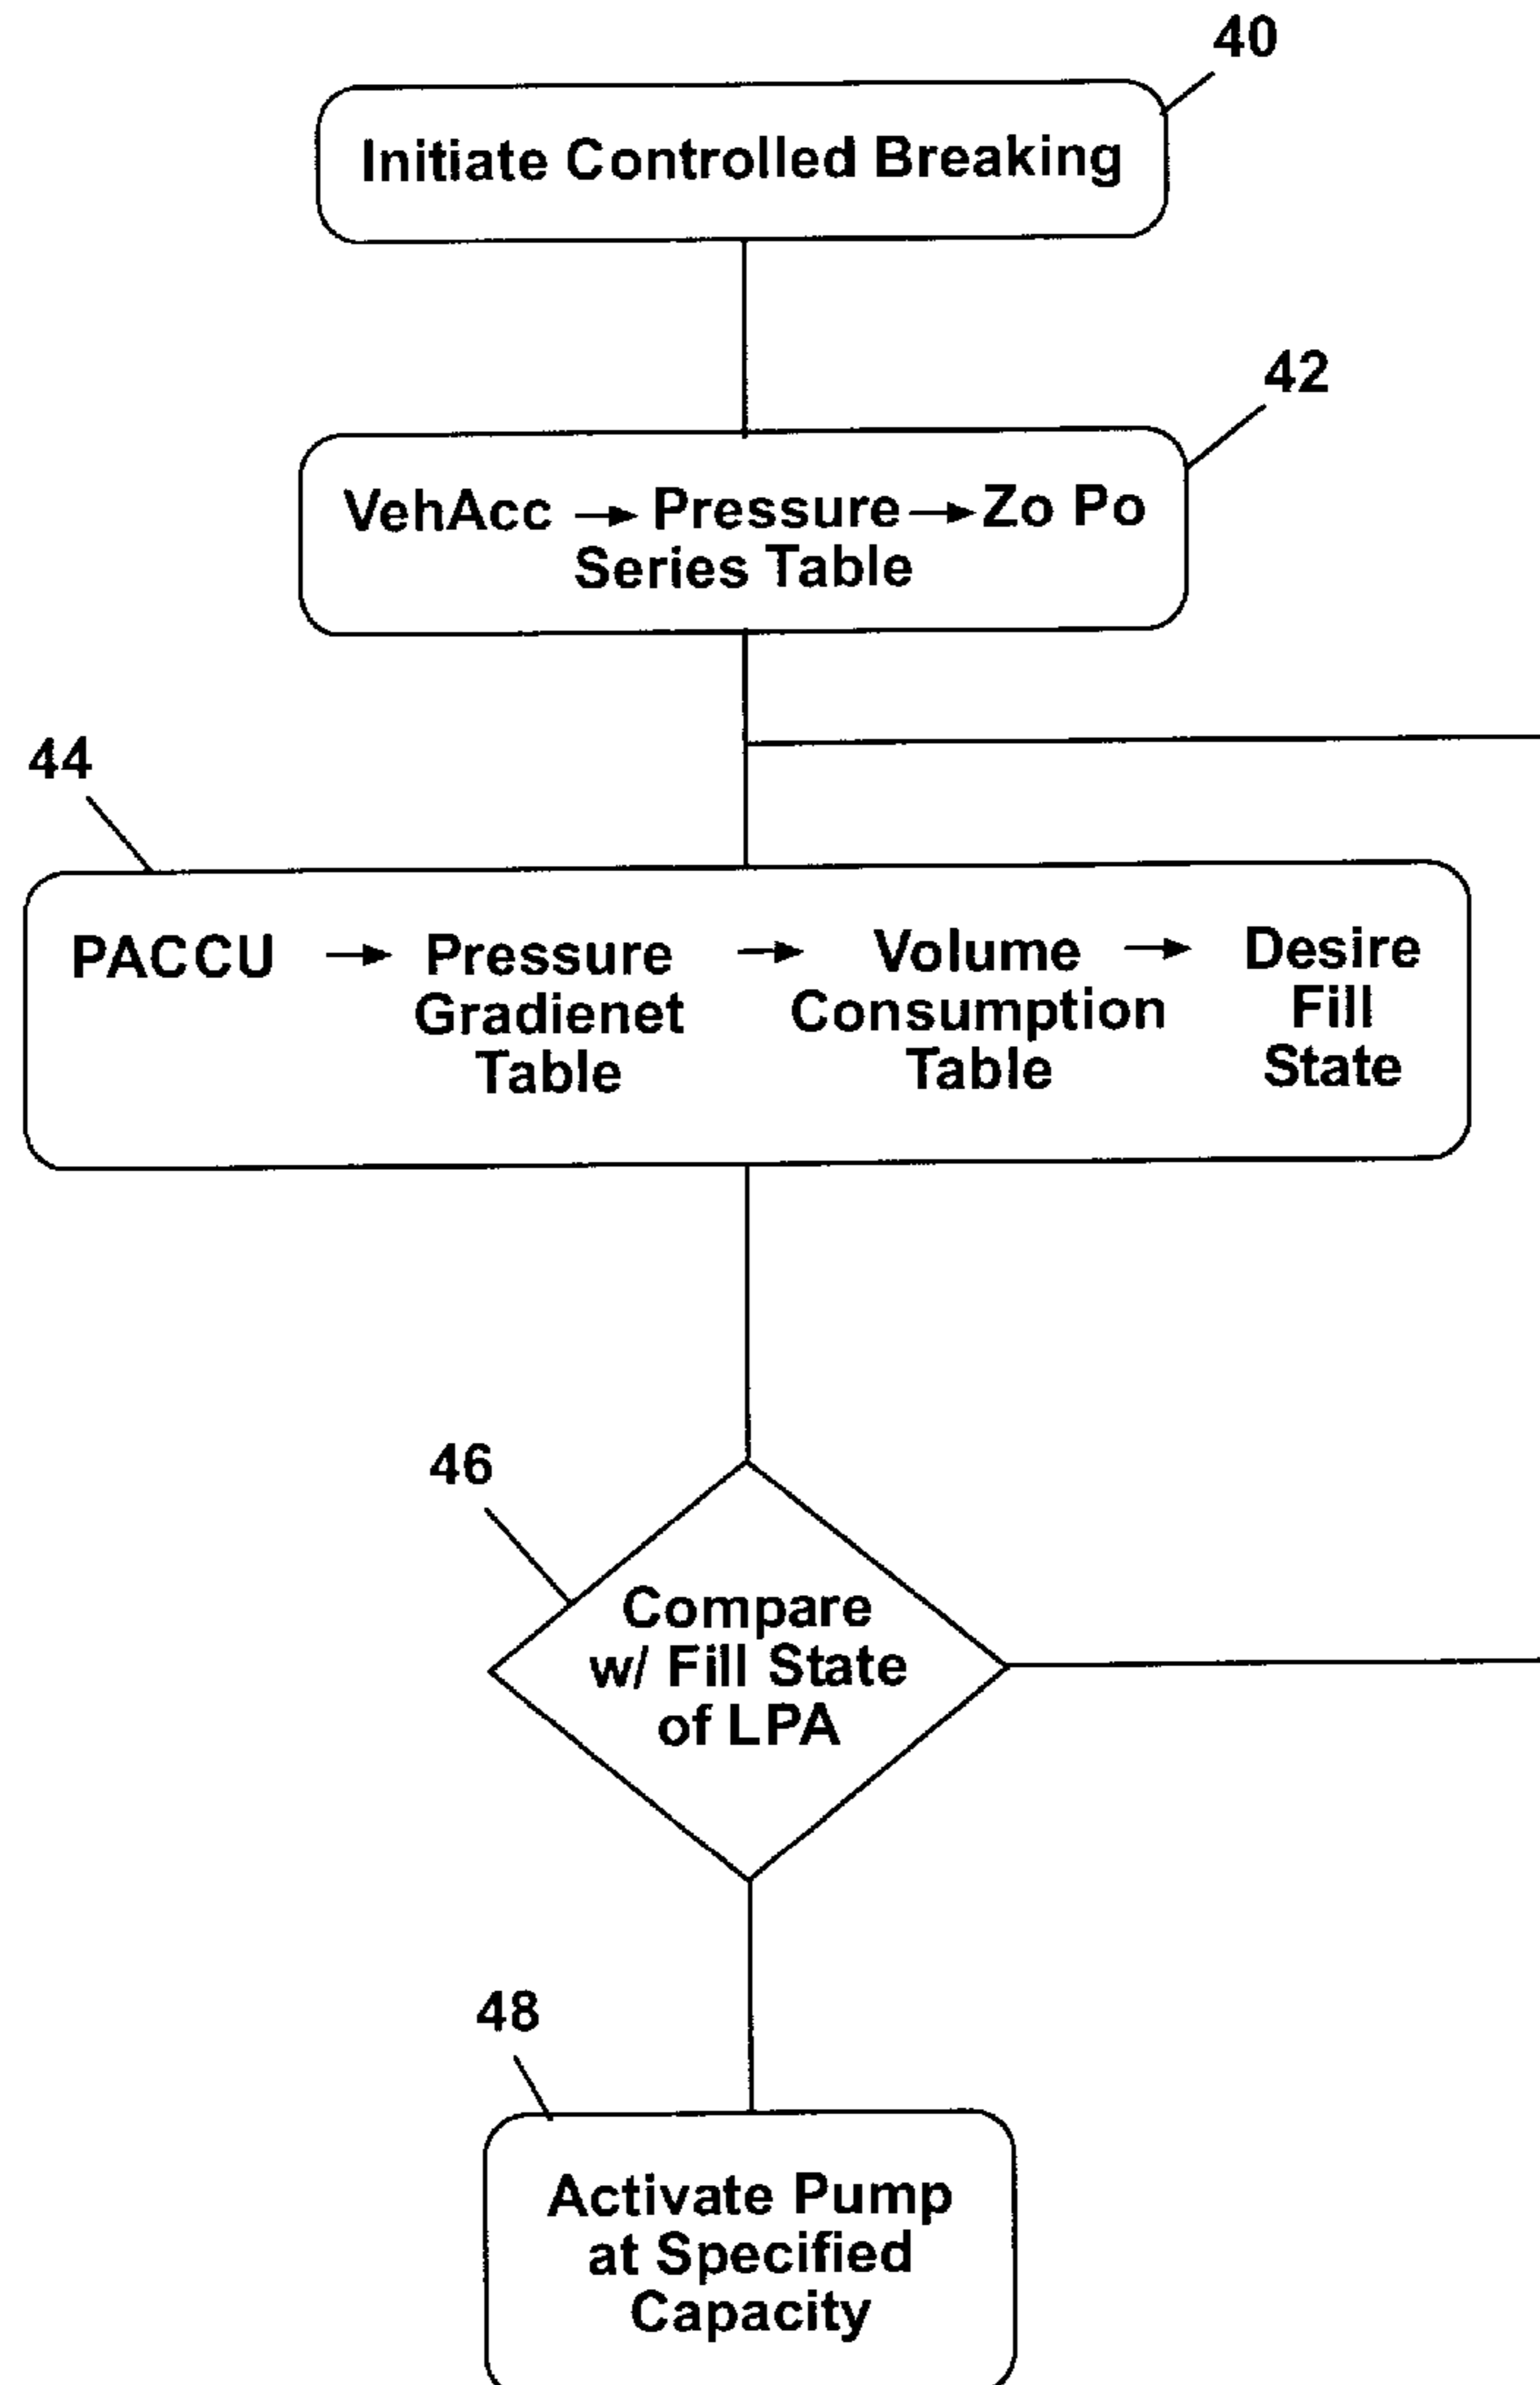 40
Initiate Controlled Breaking
42
VehAcc → Pressure → Zo Po
Series Table
44
PACCU → Pressure → Volume → Desire
Gradienet Consumption Fill
Table Table State
46
Compare
w/ Fill State
of LPA
48
Activate Pump
at Specified
Capacity